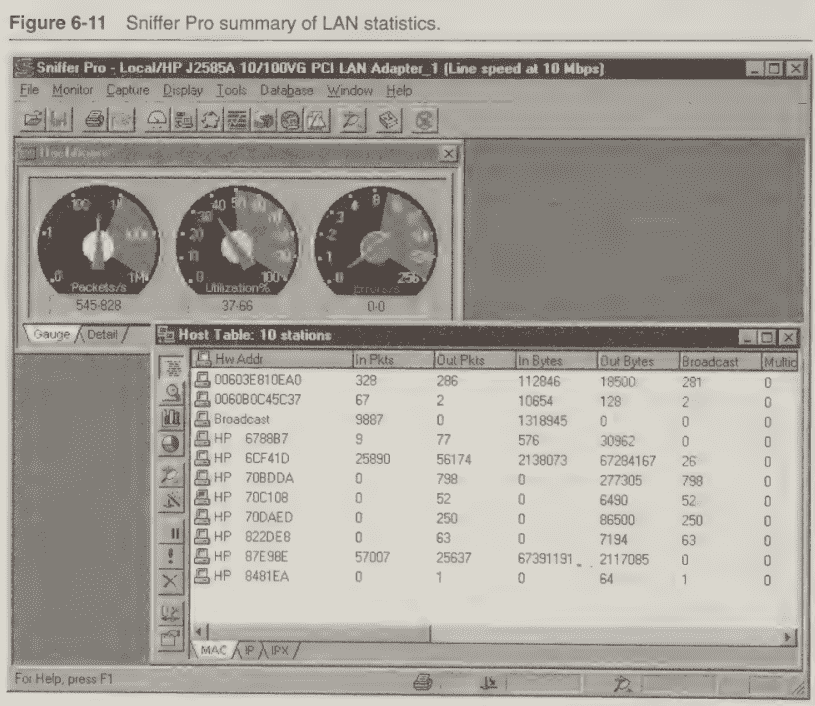 Figure 6-11 Sniffer Pro summary of LAN statistics.
Sniffer Pro - Local/HP J2585A 10/100VG PCI LAN Adapter_1 (Line speed at 10 Mbps)
File Monitor Capture Display Tools Database Window Help
Packets/s Utilization% Errors/s
545-828 37-66 0-0
Gauge Detail
Host Table: 10 stations
Hw Addr In Pkts Out Pkts In Bytes Out Bytes Broadcast Multic
00603E810EA0 328 286 112846 18500 281 0
0060B0C45C37 67 2 10654 128 2 0
Broadcast 9887 0 1318945 0 0 0
HP 6788B7 9 77 576 30962 0 0
HP 6CF41D 25890 56174 2138073 67284167 26 0
HP 70BDDA 0 798 0 277305 798 0
HP 70C108 0 52 0 6490 52 0
HP 70DAED 0 250 0 86500 250 0
HP 822DE8 0 63 0 7194 63 0
HP 87E98E 57007 25637 67391191 2117085 0 0
HP 8481EA 0 1 0 64 1 0
MAC IP IPX
For Help, press F1